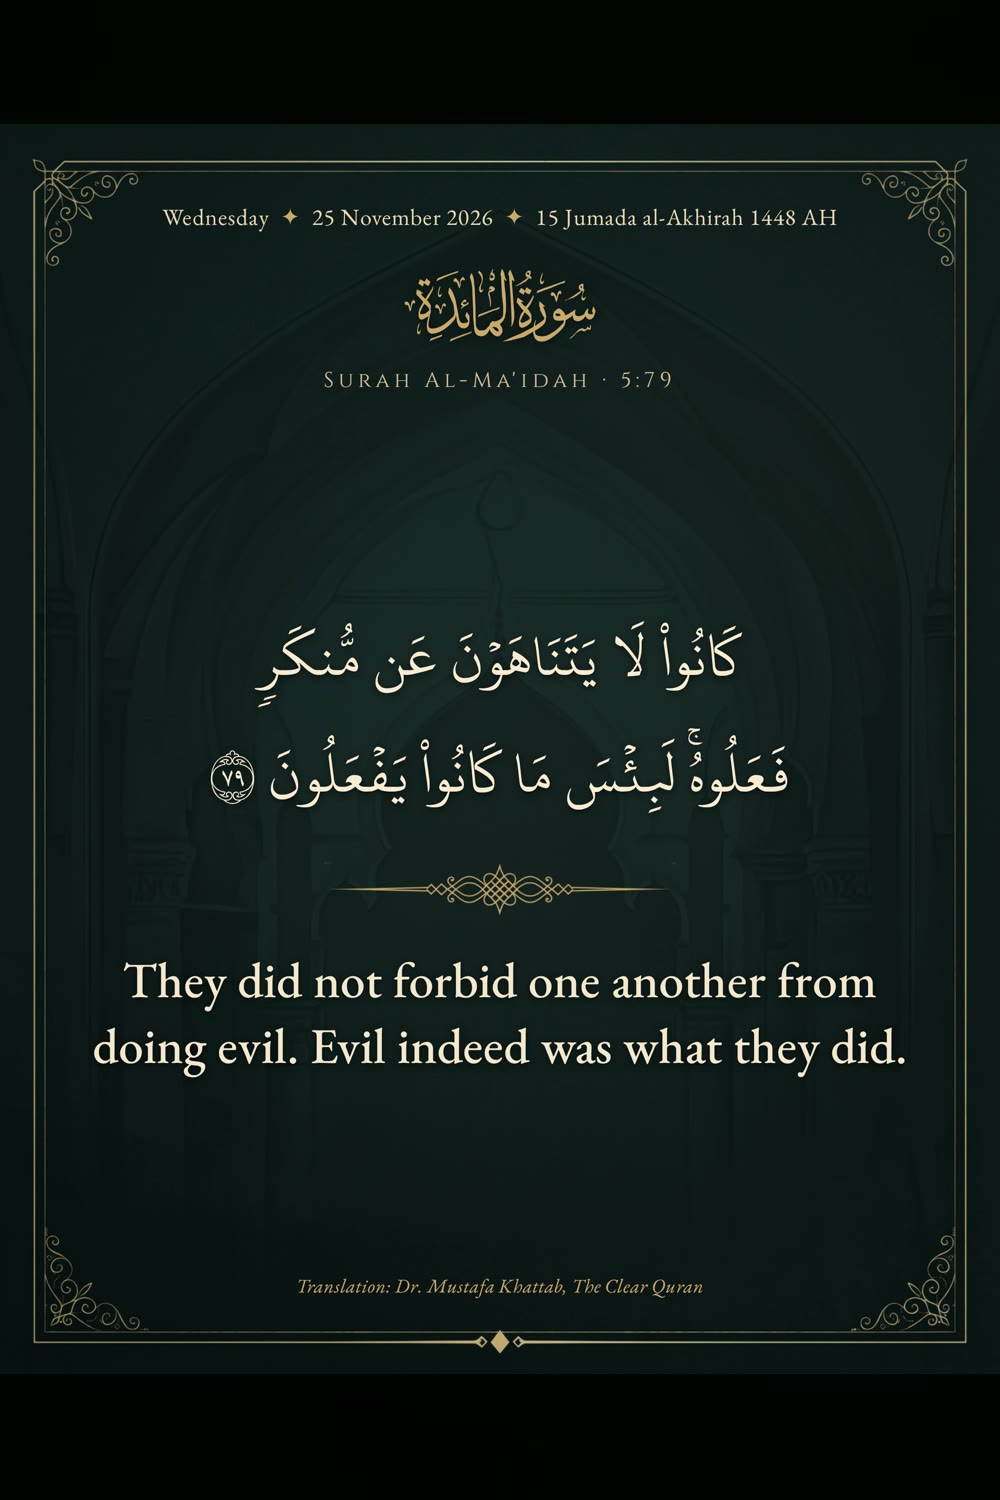 Wednesday ✦ 25 November 2026 ✦ 15 Jumada al-Akhirah 1448 AH
سُورَةُ الْمَائِدَةِ
SURAH AL-MA'IDAH · 5:79
كَانُوا۟ لَا يَتَنَاهَوْنَ عَن مُّنكَرٍۢ
فَعَلُوهُ ۚ لَبِئْسَ مَا كَانُوا۟ يَفْعَلُونَ ٧٩
They did not forbid one another from
doing evil. Evil indeed was what they did.
Translation: Dr. Mustafa Khattab, The Clear Quran